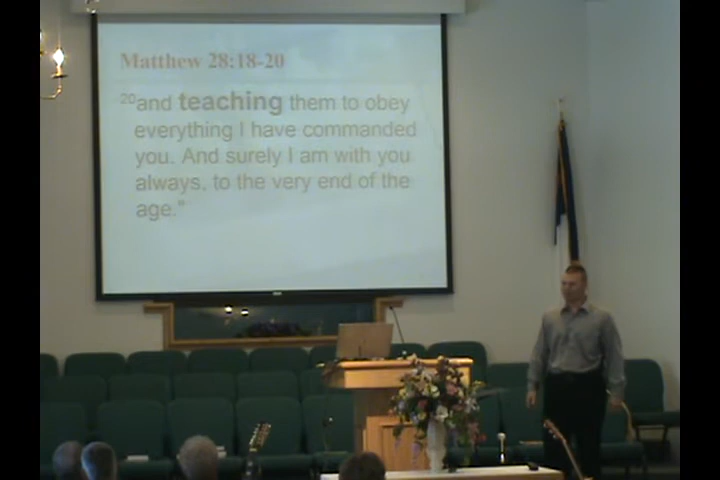 Matthew 28:18-20
20and teaching them to obey
everything I have commanded
you. And surely I am with you
always, to the very end of the
age."